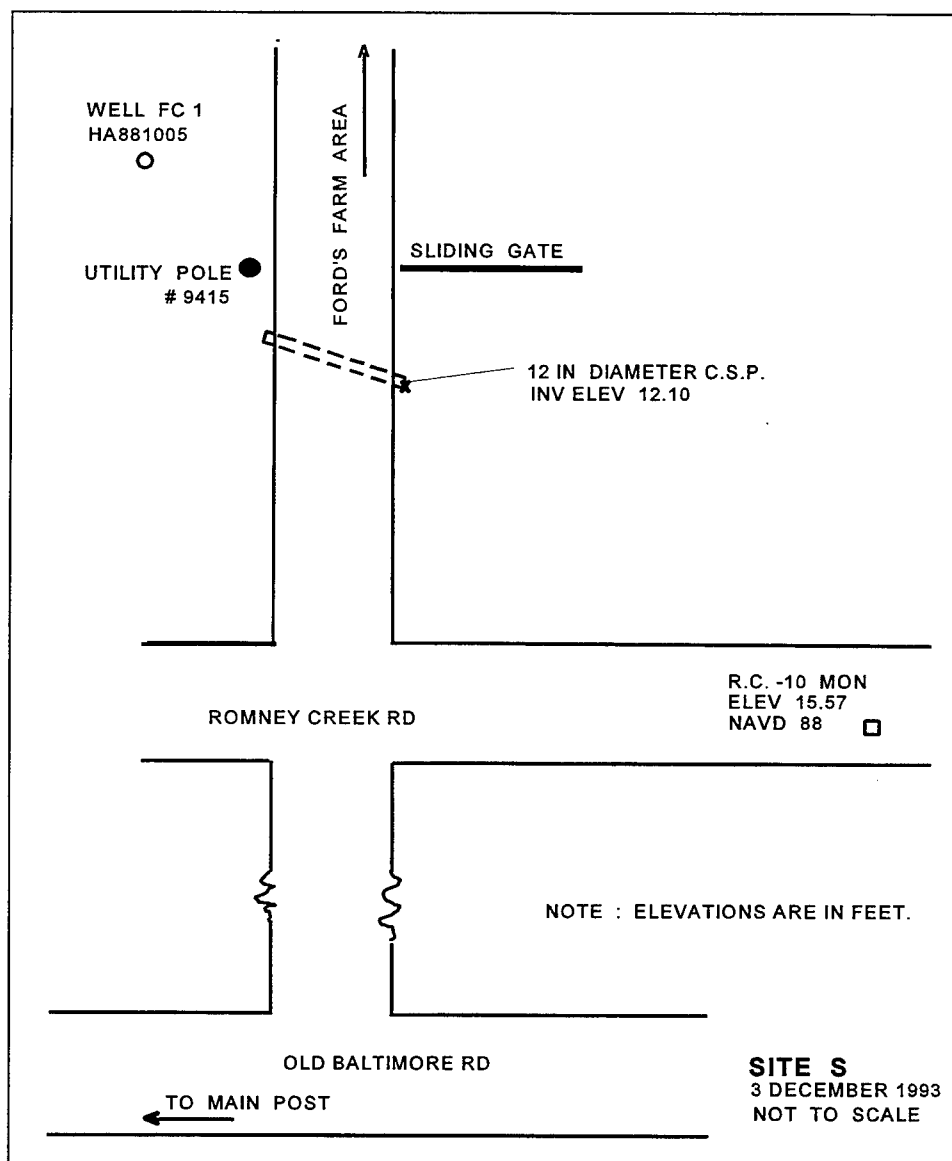 WELL FC 1
HA881005
FORD'S FARM AREA
SLIDING GATE
UTILITY POLE
# 9415
12 IN DIAMETER C.S.P.
INV ELEV 12.10
R.C. -10 MON
ELEV 15.57
NAVD 88
ROMNEY CREEK RD
NOTE : ELEVATIONS ARE IN FEET.
OLD BALTIMORE RD
TO MAIN POST
SITE S
3 DECEMBER 1993
NOT TO SCALE